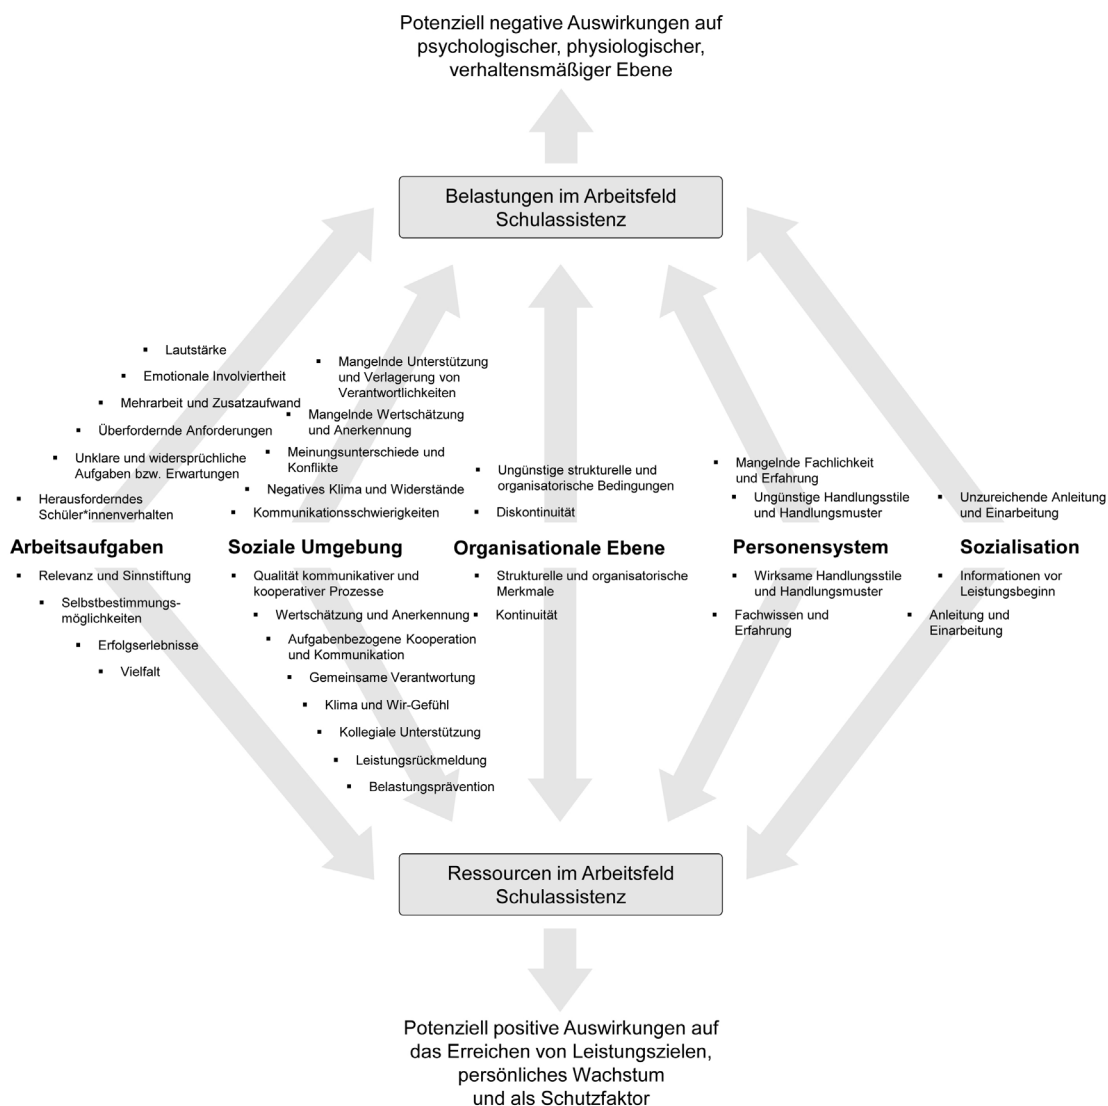 Potenziell negative Auswirkungen auf
psychologischer, physiologischer,
verhaltensmäßiger Ebene
Belastungen im Arbeitsfeld
Schulassistenz
▪ Lautstärke
▪ Emotionale Involviertheit
▪ Mehrarbeit und Zusatzaufwand
▪ Überfordernde Anforderungen
▪ Unklare und widersprüchliche
Aufgaben bzw. Erwartungen
▪ Herausforderndes
Schüler*innenverhalten
▪ Mangelnde Unterstützung
und Verlagerung von
Verantwortlichkeiten
▪ Mangelnde Wertschätzung
und Anerkennung
▪ Meinungsunterschiede und
Konflikte
▪ Negatives Klima und Widerstände
▪ Kommunikationsschwierigkeiten
▪ Ungünstige strukturelle und
organisatorische Bedingungen
▪ Diskontinuität
▪ Mangelnde Fachlichkeit
und Erfahrung
▪ Ungünstige Handlungsstile
und Handlungsmuster
▪ Unzureichende Anleitung
und Einarbeitung
Arbeitsaufgaben
Soziale Umgebung
Organisationale Ebene
Personensystem
Sozialisation
▪ Relevanz und Sinnstiftung
▪ Selbstbestimmungs-
möglichkeiten
▪ Erfolgserlebnisse
▪ Vielfalt
▪ Qualität kommunikativer und
kooperativer Prozesse
▪ Wertschätzung und Anerkennung
▪ Aufgabenbezogene Kooperation
und Kommunikation
▪ Gemeinsame Verantwortung
▪ Klima und Wir-Gefühl
▪ Kollegiale Unterstützung
▪ Leistungsrückmeldung
▪ Belastungsprävention
▪ Strukturelle und organisatorische
Merkmale
▪ Kontinuität
▪ Wirksame Handlungsstile
und Handlungsmuster
▪ Fachwissen und
Erfahrung
▪ Informationen vor
Leistungsbeginn
▪ Anleitung und
Einarbeitung
Ressourcen im Arbeitsfeld
Schulassistenz
Potenziell positive Auswirkungen auf
das Erreichen von Leistungszielen,
persönliches Wachstum
und als Schutzfaktor